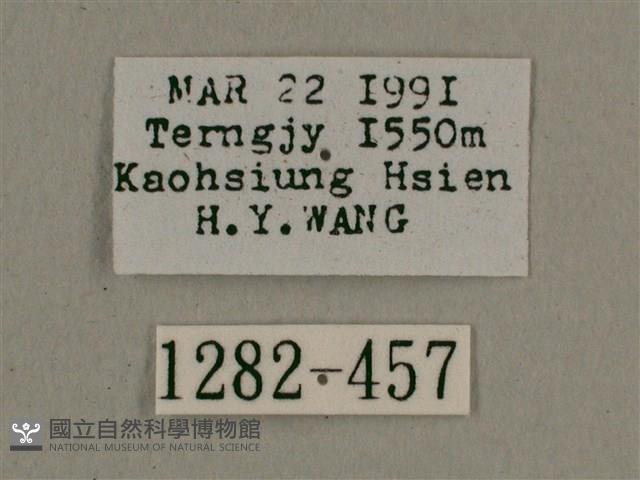 MAR 22 1991
Terngjy 1550m
Kaohsiung Hsien
H.Y.WANG
1282-457
國立自然科學博物館
NATIONAL MUSEUM OF NATURAL SCIENCE